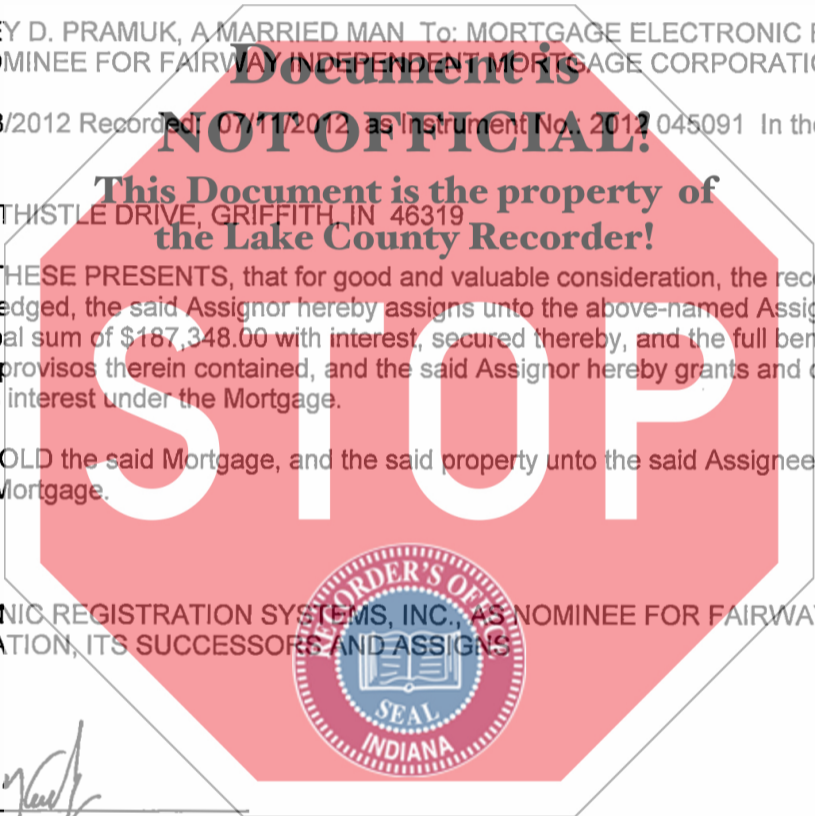 Y D. PRAMUK, A MARRIED MAN To: MORTGAGE ELECTRONIC
MINEE FOR FAIRWAY INDEPENDENT MORTGAGE CORPORATIO
Document is
/2012 Recorded: 07/11/2012 as Instrument No.: 2012 045091 In the
NOT OFFICIAL!
This Document is the property of
THISTLE DRIVE, GRIFFITH, IN 46319
the Lake County Recorder!
HESE PRESENTS, that for good and valuable consideration, the rec
edged, the said Assignor hereby assigns unto the above-named Assig
al sum of $187,348.00 with interest, secured thereby, and the full ben
provisos therein contained, and the said Assignor hereby grants and
interest under the Mortgage.
STOP
OLD the said Mortgage, and the said property unto the said Assignee
Mortgage.
NIC REGISTRATION SYSTEMS, INC., AS NOMINEE FOR FAIRWA
ATION, ITS SUCCESSORS AND ASSIGNS
RECORDER'S OFFICE
SEAL
INDIANA